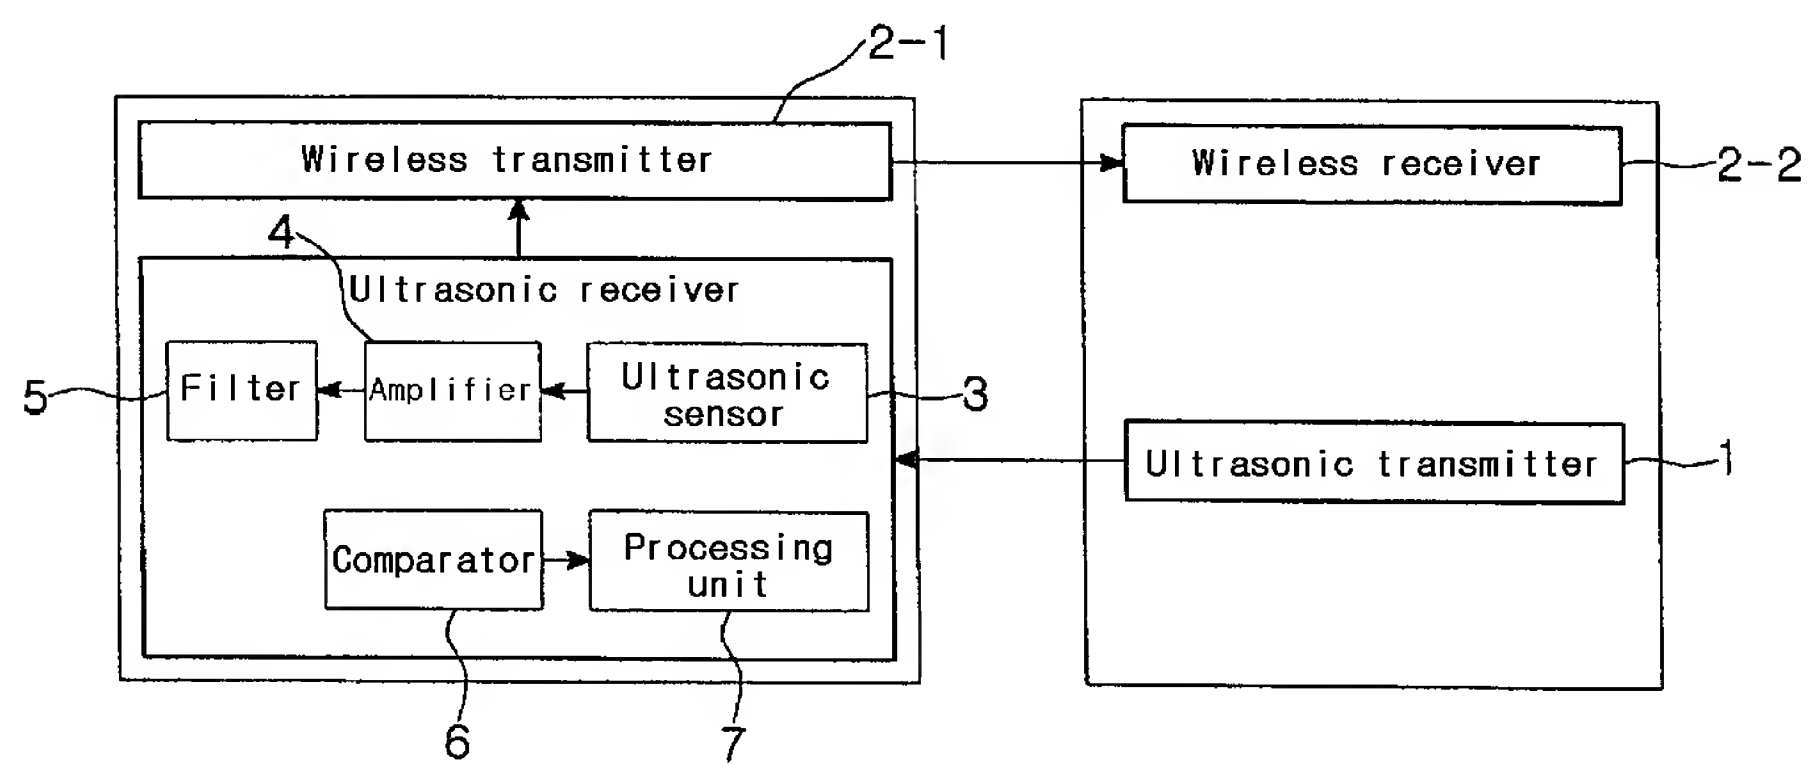 2-1
Wireless transmitter
Wireless receiver
2-2
4
Ultrasonic receiver
5
Filter
Amplifier
Ultrasonic
sensor
3
Ultrasonic transmitter
1
Comparator
Processing
unit
6
7